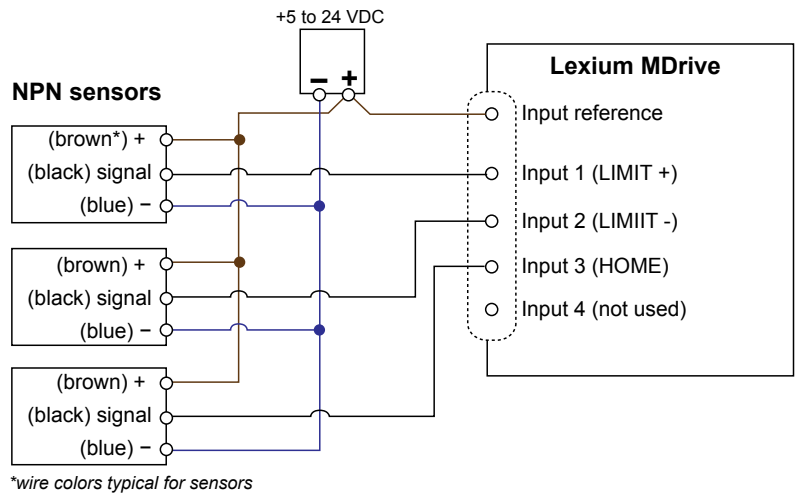 +5 to 24 VDC
− +
NPN sensors
(brown*) +
(black) signal
(blue) −
(brown) +
(black) signal
(blue) −
(brown) +
(black) signal
(blue) −
*wire colors typical for sensors
Lexium MDrive
Input reference
Input 1 (LIMIT +)
Input 2 (LIMIIT -)
Input 3 (HOME)
Input 4 (not used)